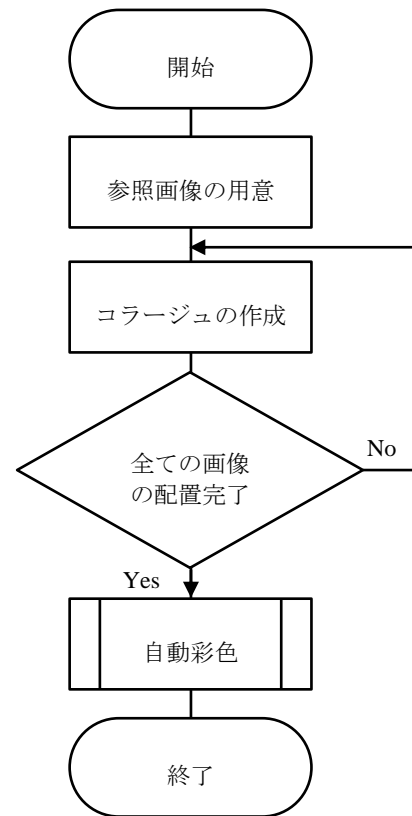 開始
参照画像の用意
コラージュの作成
全ての画像
の配置完了
No
Yes
自動彩色
終了